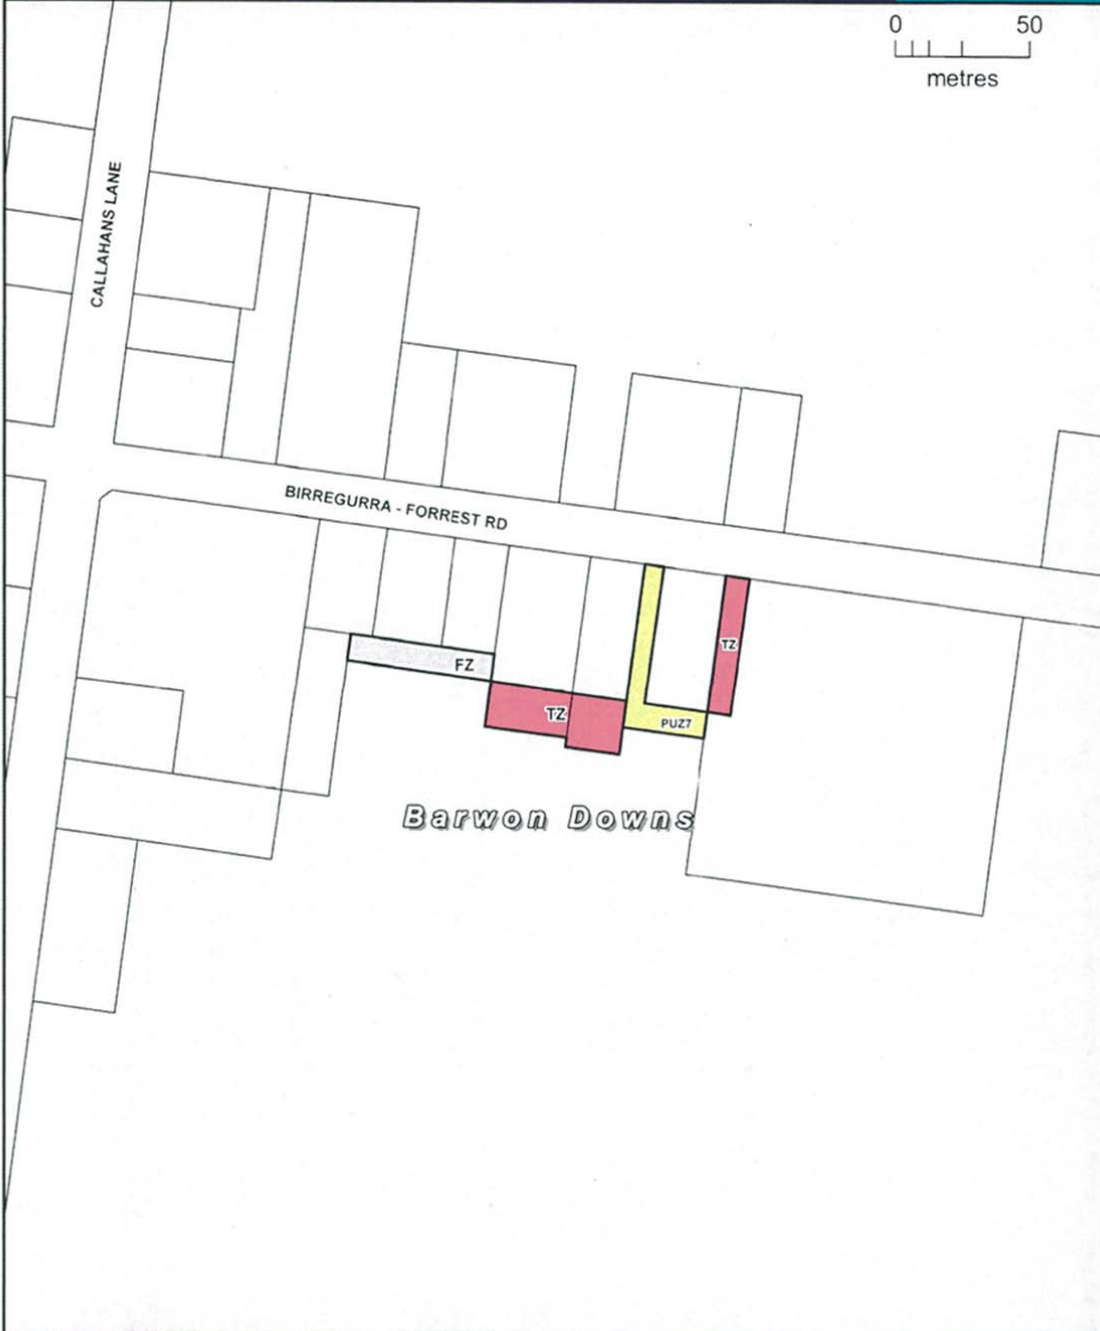 0 50
metres
CALLAHANS LANE
BIRREGURRA - FORREST RD
TZ
FZ
TZ
PUZ7
Barwon Downs